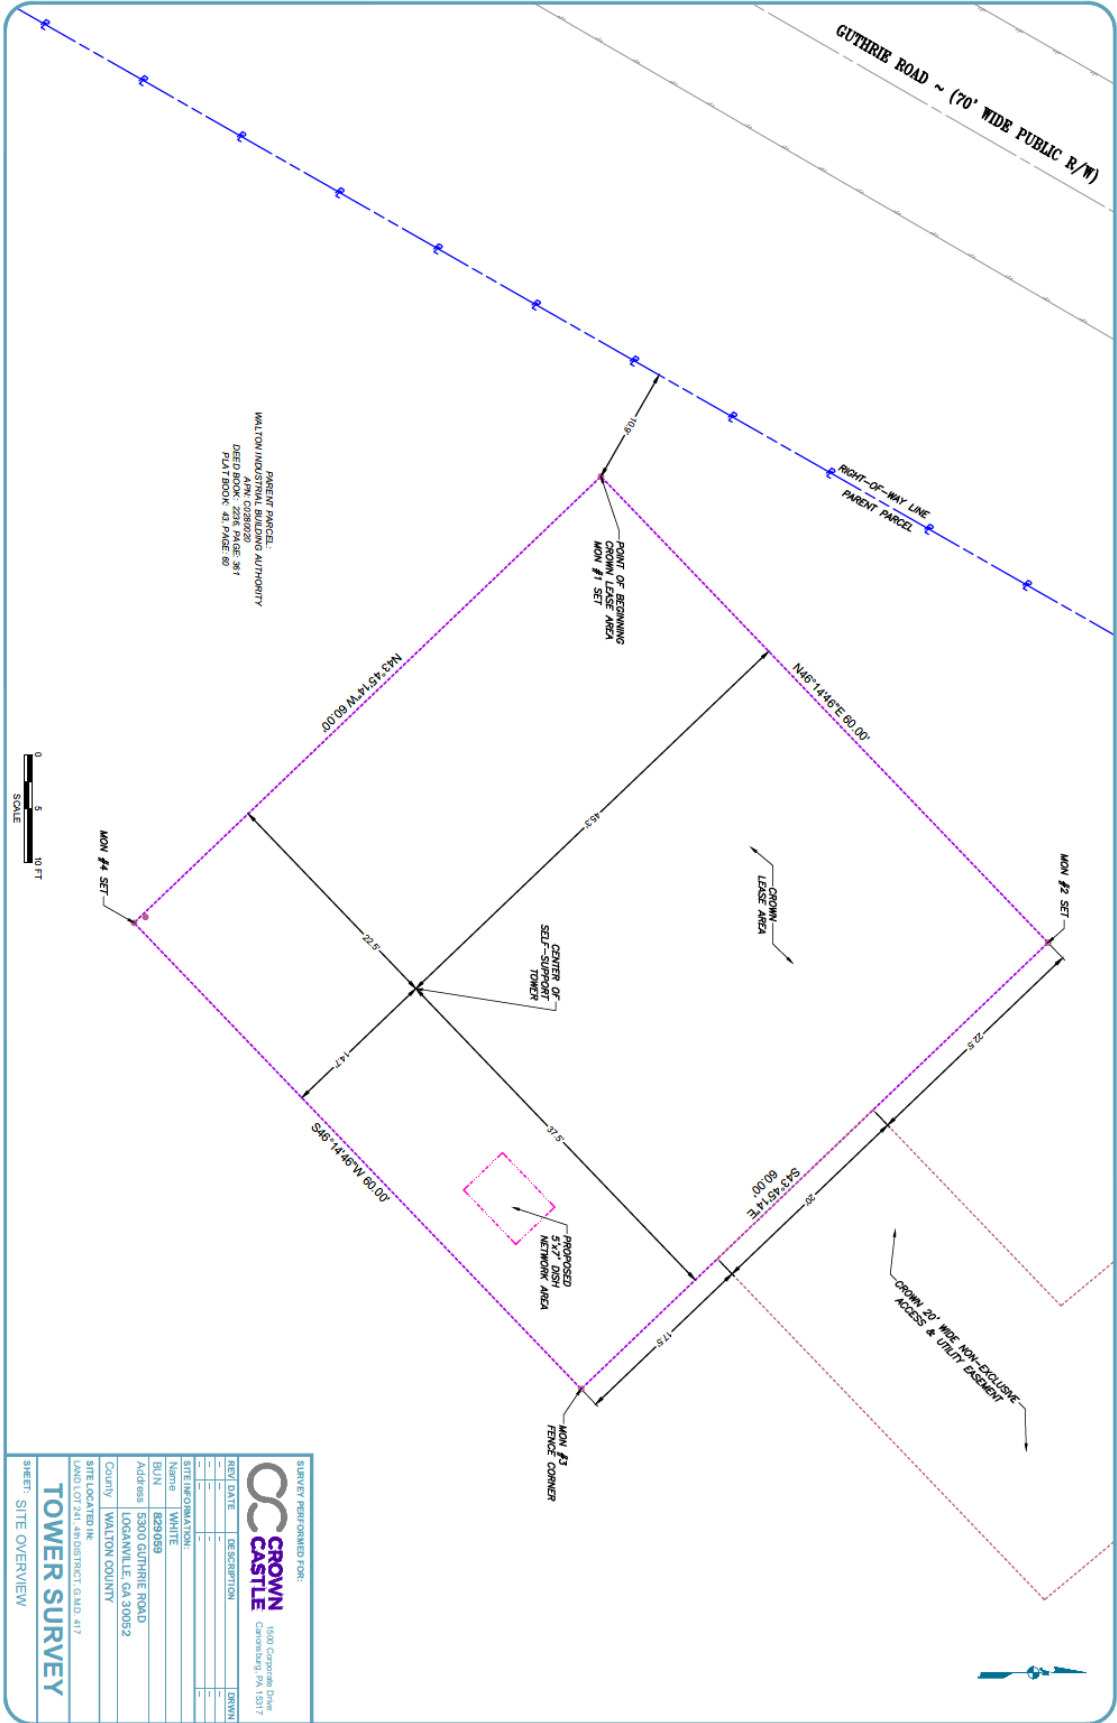 GUTHRIE ROAD ~ (70' WIDE PUBLIC R/W)
RIGHT-OF-WAY LINE
PARENT PARCEL
10.9'
POINT OF BEGINNING
CROWN LEASE AREA
MON #1 SET
N46°14'46"E 60.00'
MON #2 SET
PARENT PARCEL:
WALTON INDUSTRIAL BUILDING AUTHORITY
APN: C0280020
DEED BOOK: 2236, PAGE: 361
PLAT BOOK: 43, PAGE: 60
N43°45'14"W 60.00'
45.3'
CROWN
LEASE AREA
22.5'
CENTER OF
SELF-SUPPORT
TOWER
22.5'
14.7'
37.5'
S43°45'14"E
60.00'
20'
CROWN 20' WIDE NON-EXCLUSIVE
ACCESS & UTILITY EASEMENT
MON #4 SET
S46°14'46"W 60.00'
PROPOSED
5'x7' DISH
NETWORK AREA
17.5'
MON #3
FENCE CORNER
0 5 10 FT
SCALE
SURVEY PERFORMED FOR:
CROWN
CASTLE
1500 Corporate Drive
Canonsburg, PA 15317
REV DATE DESCRIPTION DRWN
- - - -
- - - -
- - - -
SITE INFORMATION:
Name WHITE
BUN 829059
Address 5300 GUTHRIE ROAD
LOGANVILLE, GA 30052
County WALTON COUNTY
SITE LOCATED IN:
LAND LOT 241, 4th DISTRICT, G.M.D. 417
TOWER SURVEY
SHEET: SITE OVERVIEW